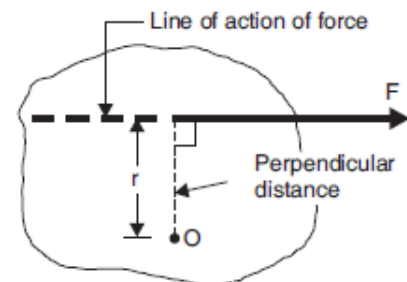 Line of action of force
F
r
Perpendicular
distance
O